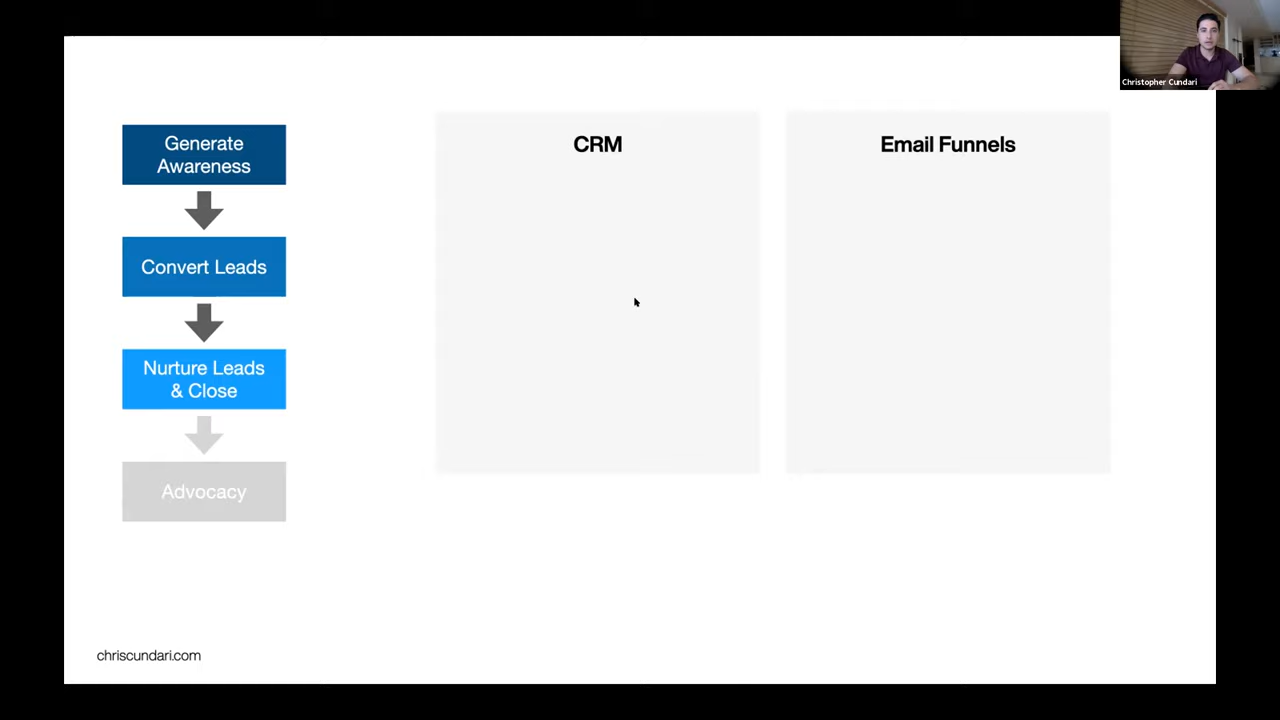 Christopher Cundari
Generate
Awareness
Convert Leads
Nurture Leads
& Close
Advocacy
CRM
Email Funnels
chriscundari.com